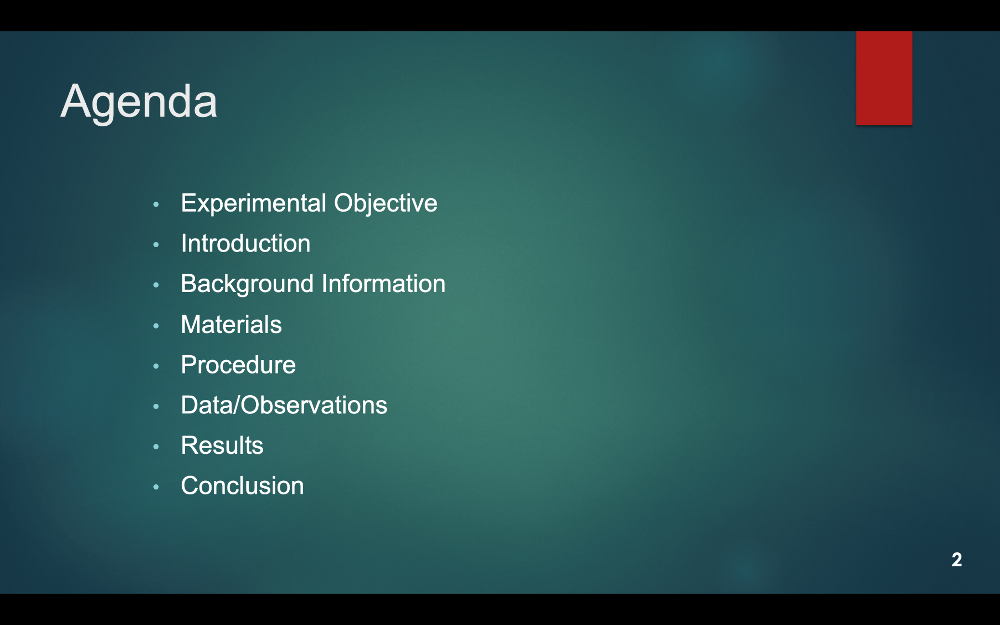 Agenda
• Experimental Objective
• Introduction
• Background Information
• Materials
• Procedure
• Data/Observations
• Results
• Conclusion
2